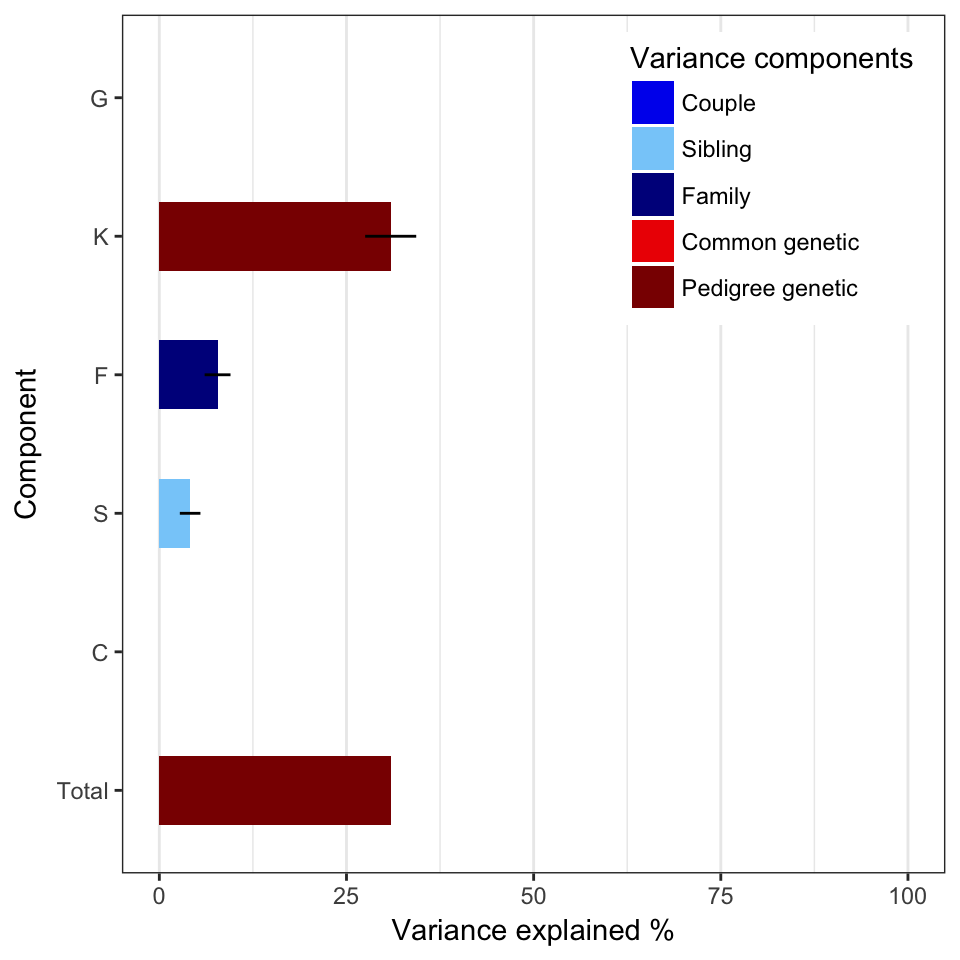 Variance components
Couple
Sibling
Family
Common genetic
Pedigree genetic
G
K
F
S
C
Total
Component
0 25 50 75 100
Variance explained %